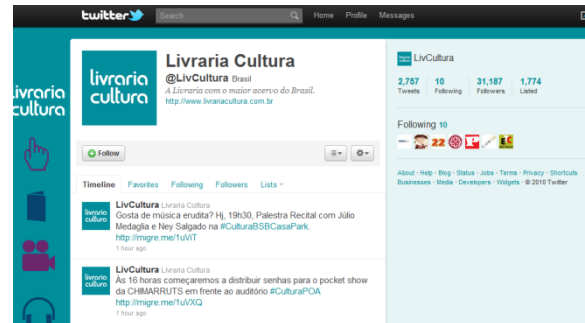 twitter
Search
Home Profile Messages
livraria
cultura
livraria
cultura
Livraria Cultura
@LivCultura Brasil
A Livraria com o maior acervo do Brasil.
http://www.livrariacultura.com.br
Follow
Timeline Favorites Following Followers Lists
livraria
cultura
LivCultura Livraria Cultura
Gosta de música erudita? Hj, 19h30, Palestra Recital com Júlio
Medaglia e Ney Salgado na #CulturaBSBCasaPark.
http://migre.me/1uViT
1 hour ago
livraria
cultura
LivCultura Livraria Cultura
Às 16 horas começaremos a distribuir senhas para o pocket show
da CHIMARRUTS em frente ao auditório #CulturaPOA
http://migre.me/1uVXQ
1 hour ago
LivCultura
2,757 10 31,187 1,774
Tweets Following Followers Listed
Following 10
22
About · Help · Blog · Status · Jobs · Terms · Privacy · Shortcuts
Businesses · Media · Developers · Widgets · © 2010 Twitter